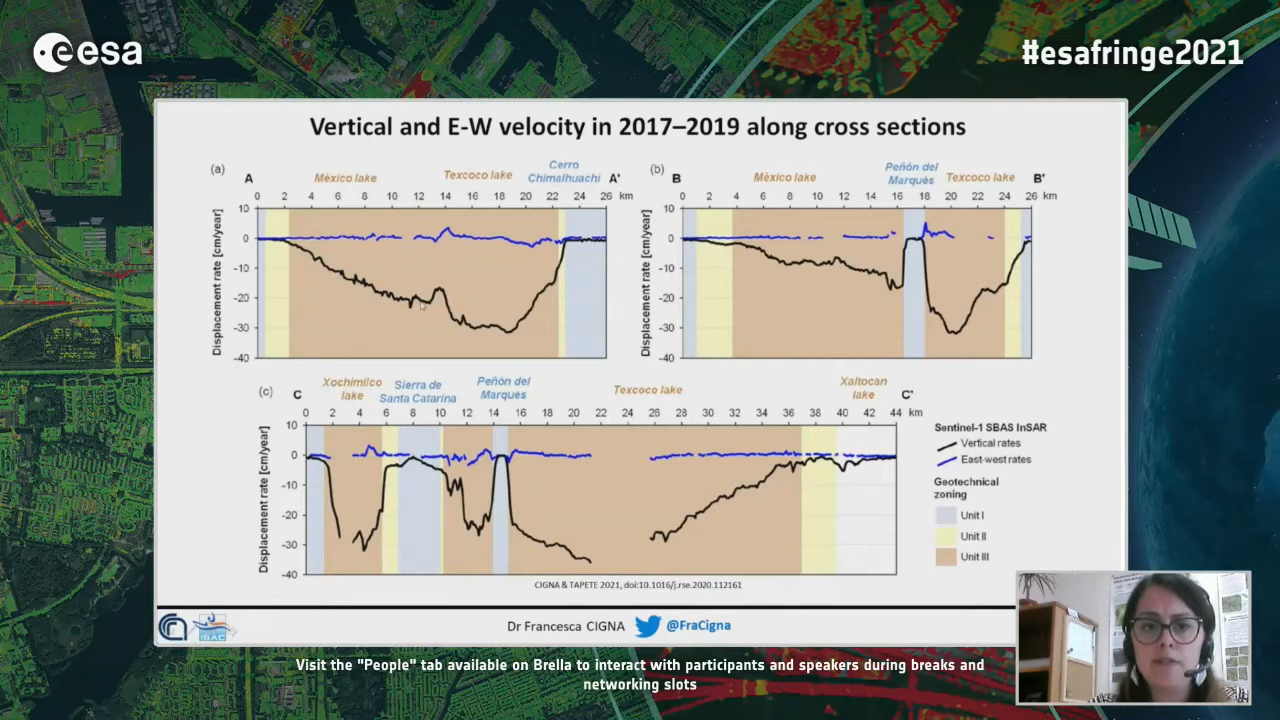 esa
#esafringe2021
Vertical and E-W velocity in 2017–2019 along cross sections
(a)
A
México lake
Texcoco lake
Cerro
Chimalhuachi
A'
0 2 4 6 8 10 12 14 16 18 20 22 24 26 km
Displacement rate [cm/year]
10
0
-10
-20
-30
-40
(b)
B
México lake
Peñón del
Marqués
Texcoco lake
B'
0 2 4 6 8 10 12 14 16 18 20 22 24 26 km
Displacement rate [cm/year]
10
0
-10
-20
-30
-40
(c)
C
Xochimilco
lake
Sierra de
Santa Catarina
Peñón del
Marqués
Texcoco lake
Xaltocan
lake
C'
0 2 4 6 8 10 12 14 16 18 20 22 24 26 28 30 32 34 36 38 40 42 44 km
Displacement rate [cm/year]
10
0
-10
-20
-30
-40
Sentinel-1 SBAS InSAR
Vertical rates
East-west rates
Geotechnical
zoning
Unit I
Unit II
Unit III
CIGNA & TAPETE 2021, doi:10.1016/j.rse.2020.112161
ISAC
Dr Francesca CIGNA
@FraCigna
Visit the "People" tab available on Brella to interact with participants and speakers during breaks and
networking slots